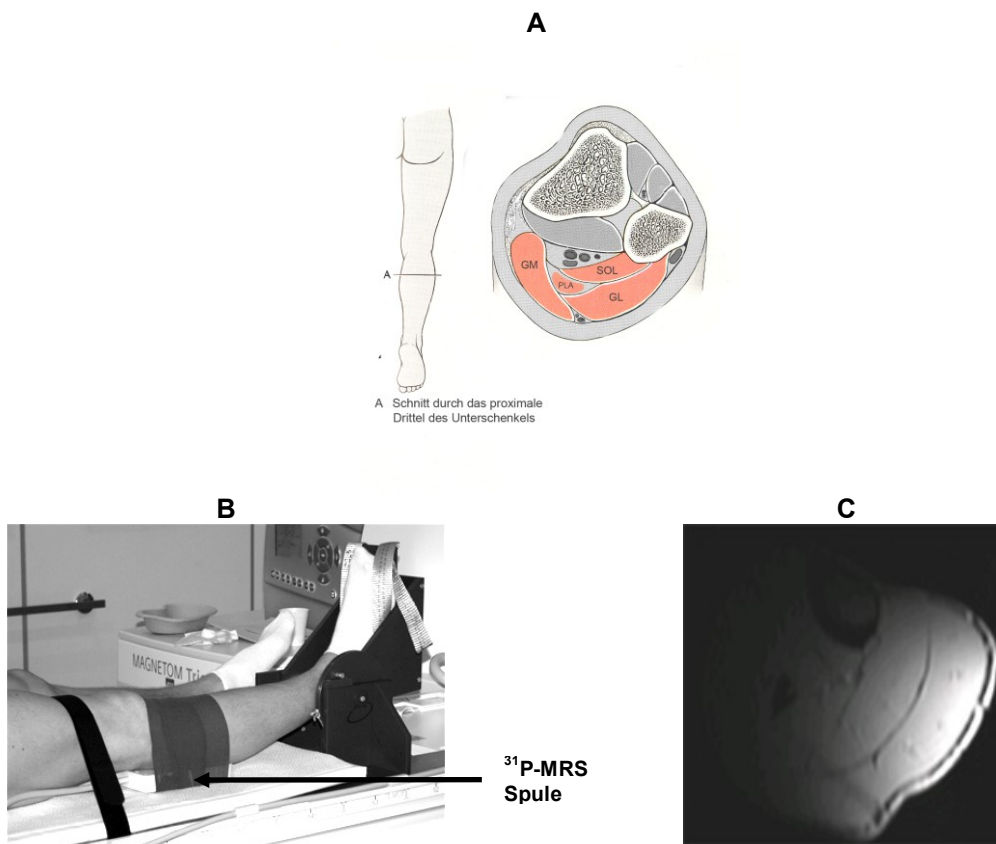 A
A
GM
SOL
PLA
GL
A Schnitt durch das proximale
Drittel des Unterschenkels
B
C
MAGNETOM Tri
31P-MRS
Spule